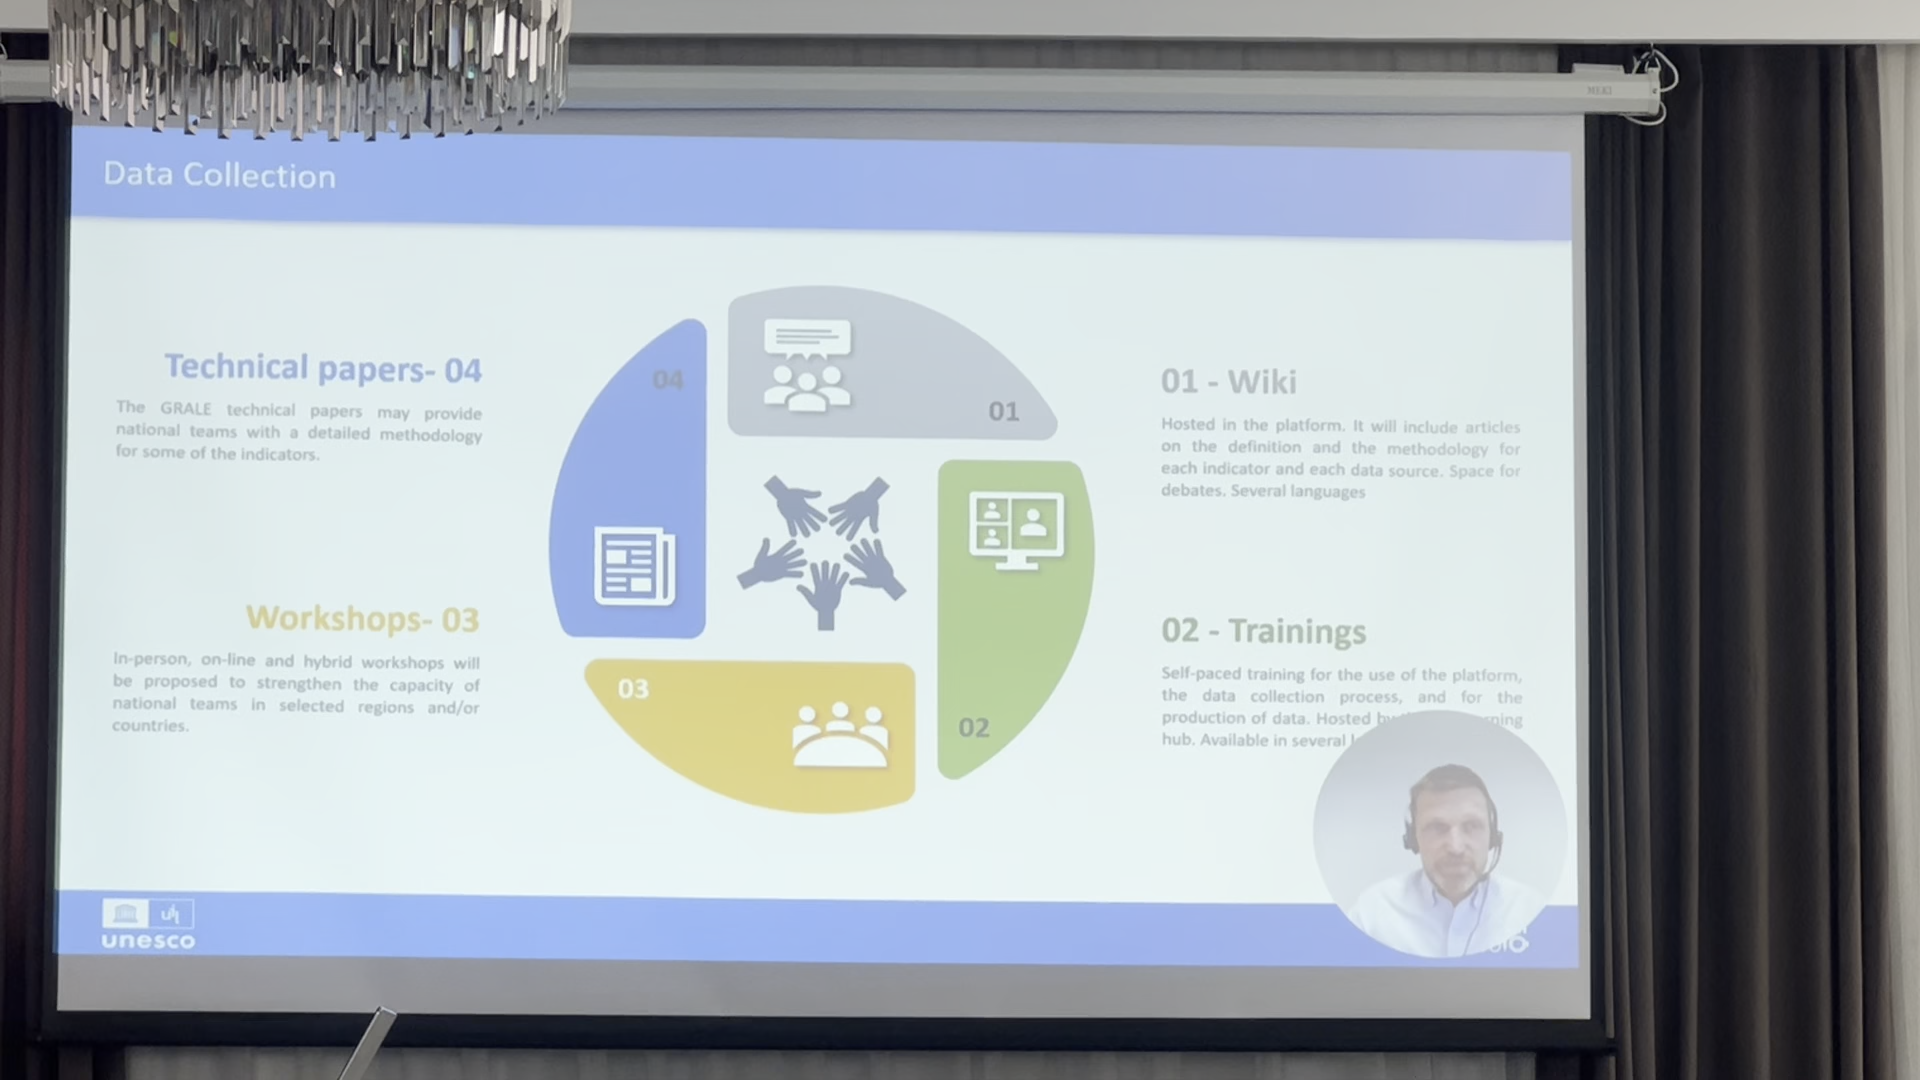 MEKI
Data Collection
Technical papers- 04
The GRALE technical papers may provide
national teams with a detailed methodology
for some of the indicators.
Workshops- 03
In-person, on-line and hybrid workshops will
be proposed to strengthen the capacity of
national teams in selected regions and/or
countries.
04
01
03
02
01 - Wiki
Hosted in the platform. It will include articles
on the definition and the methodology for
each indicator and each data source. Space for
debates. Several languages
02 - Trainings
Self-paced training for the use of the platform,
the data collection process, and for the
production of data. Hosted
hub. Available in several
uil
unesco